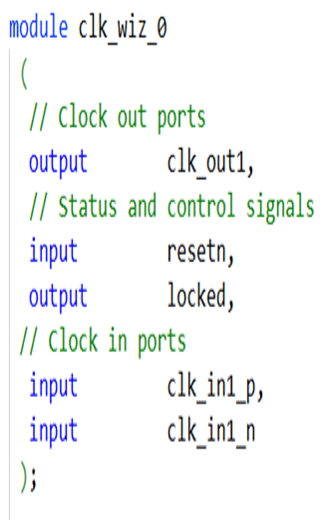 module clk_wiz_0
(
// Clock out ports
output clk_out1,
// Status and control signals
input resetn,
output locked,
// Clock in ports
input clk_in1_p,
input clk_in1_n
);